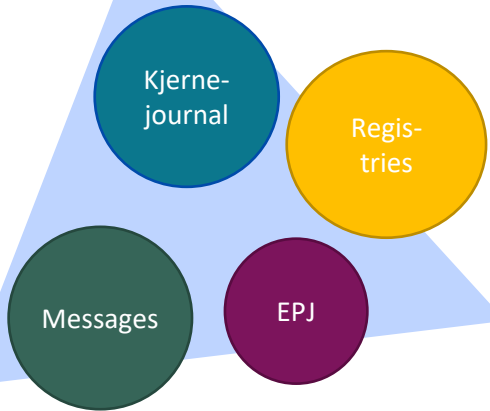 Kjerne-
journal
Regis-
tries
Messages
EPJ